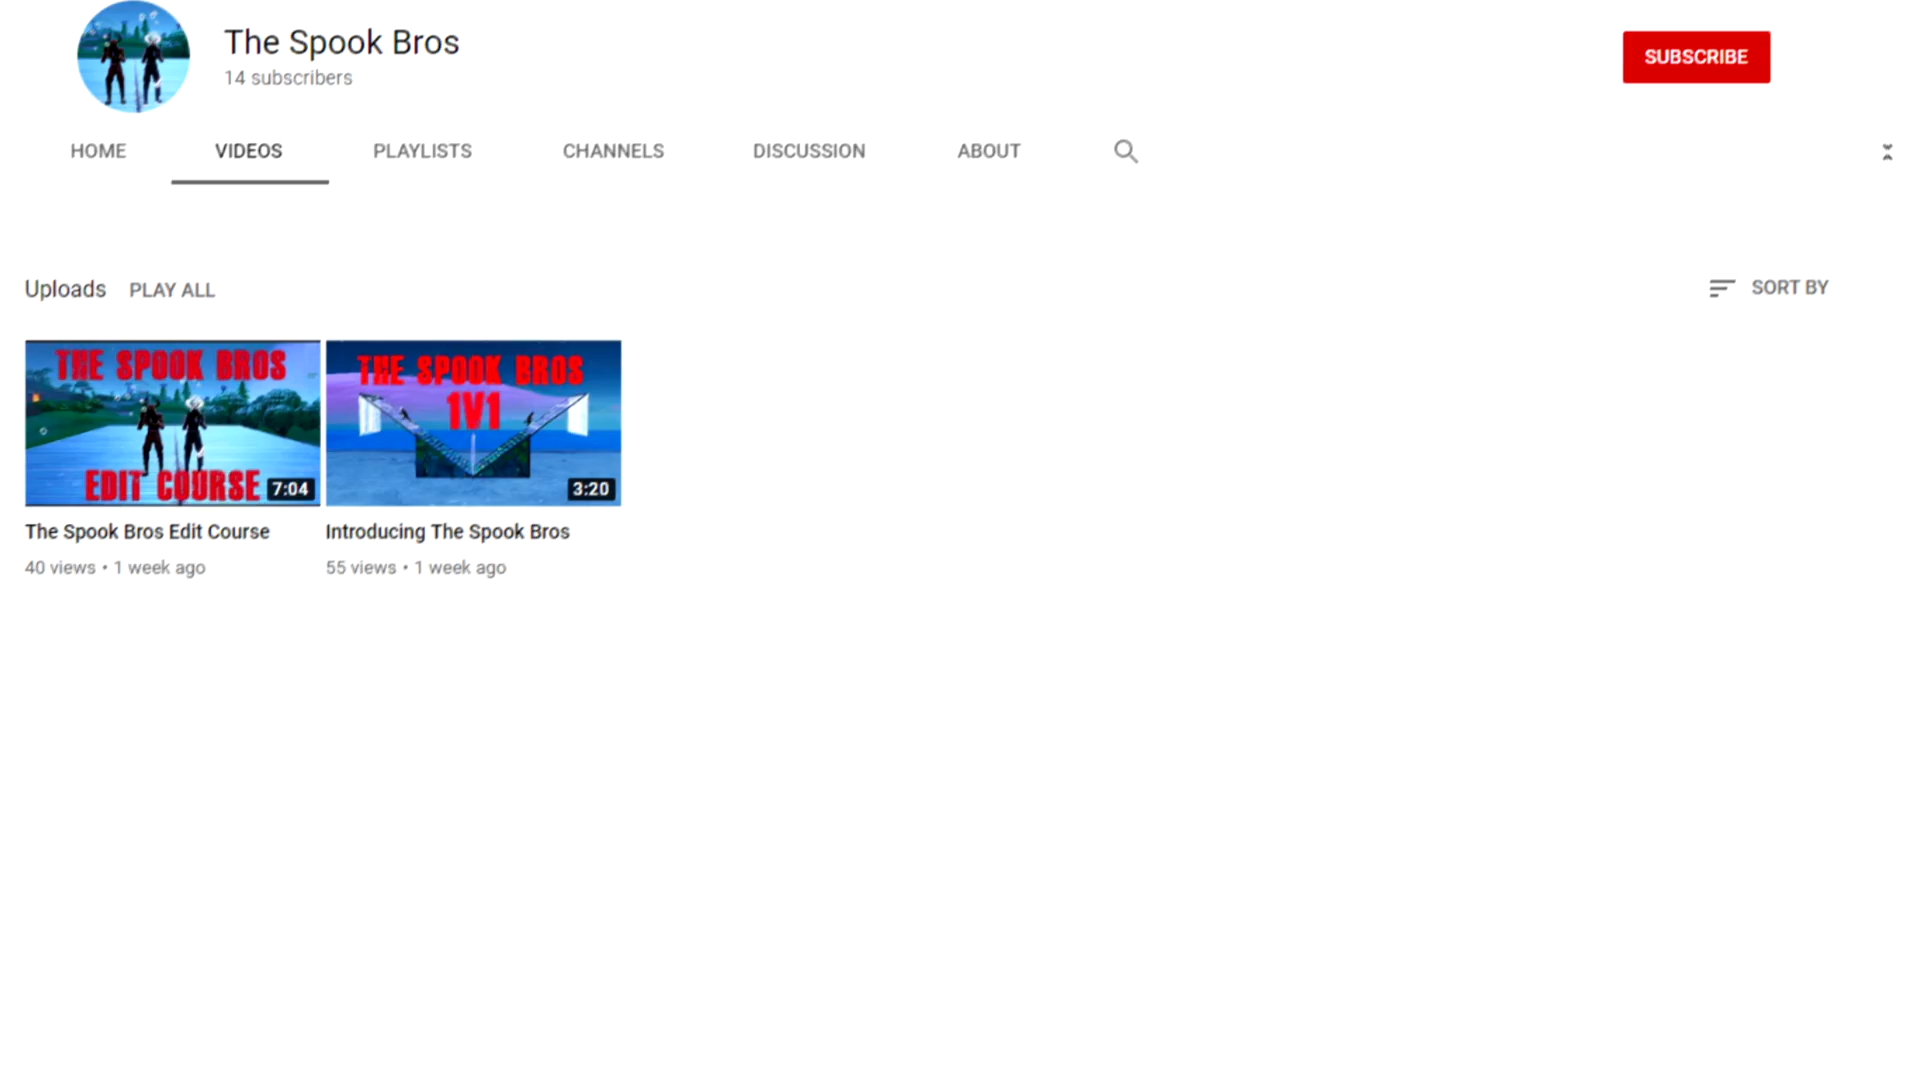 The Spook Bros
14 subscribers
SUBSCRIBE
HOME VIDEOS PLAYLISTS CHANNELS DISCUSSION ABOUT
Uploads PLAY ALL
SORT BY
THE SPOOK BROS
EDIT COURSE
7:04
The Spook Bros Edit Course
40 views • 1 week ago
THE SPOOK BROS
1V1
3:20
Introducing The Spook Bros
55 views • 1 week ago